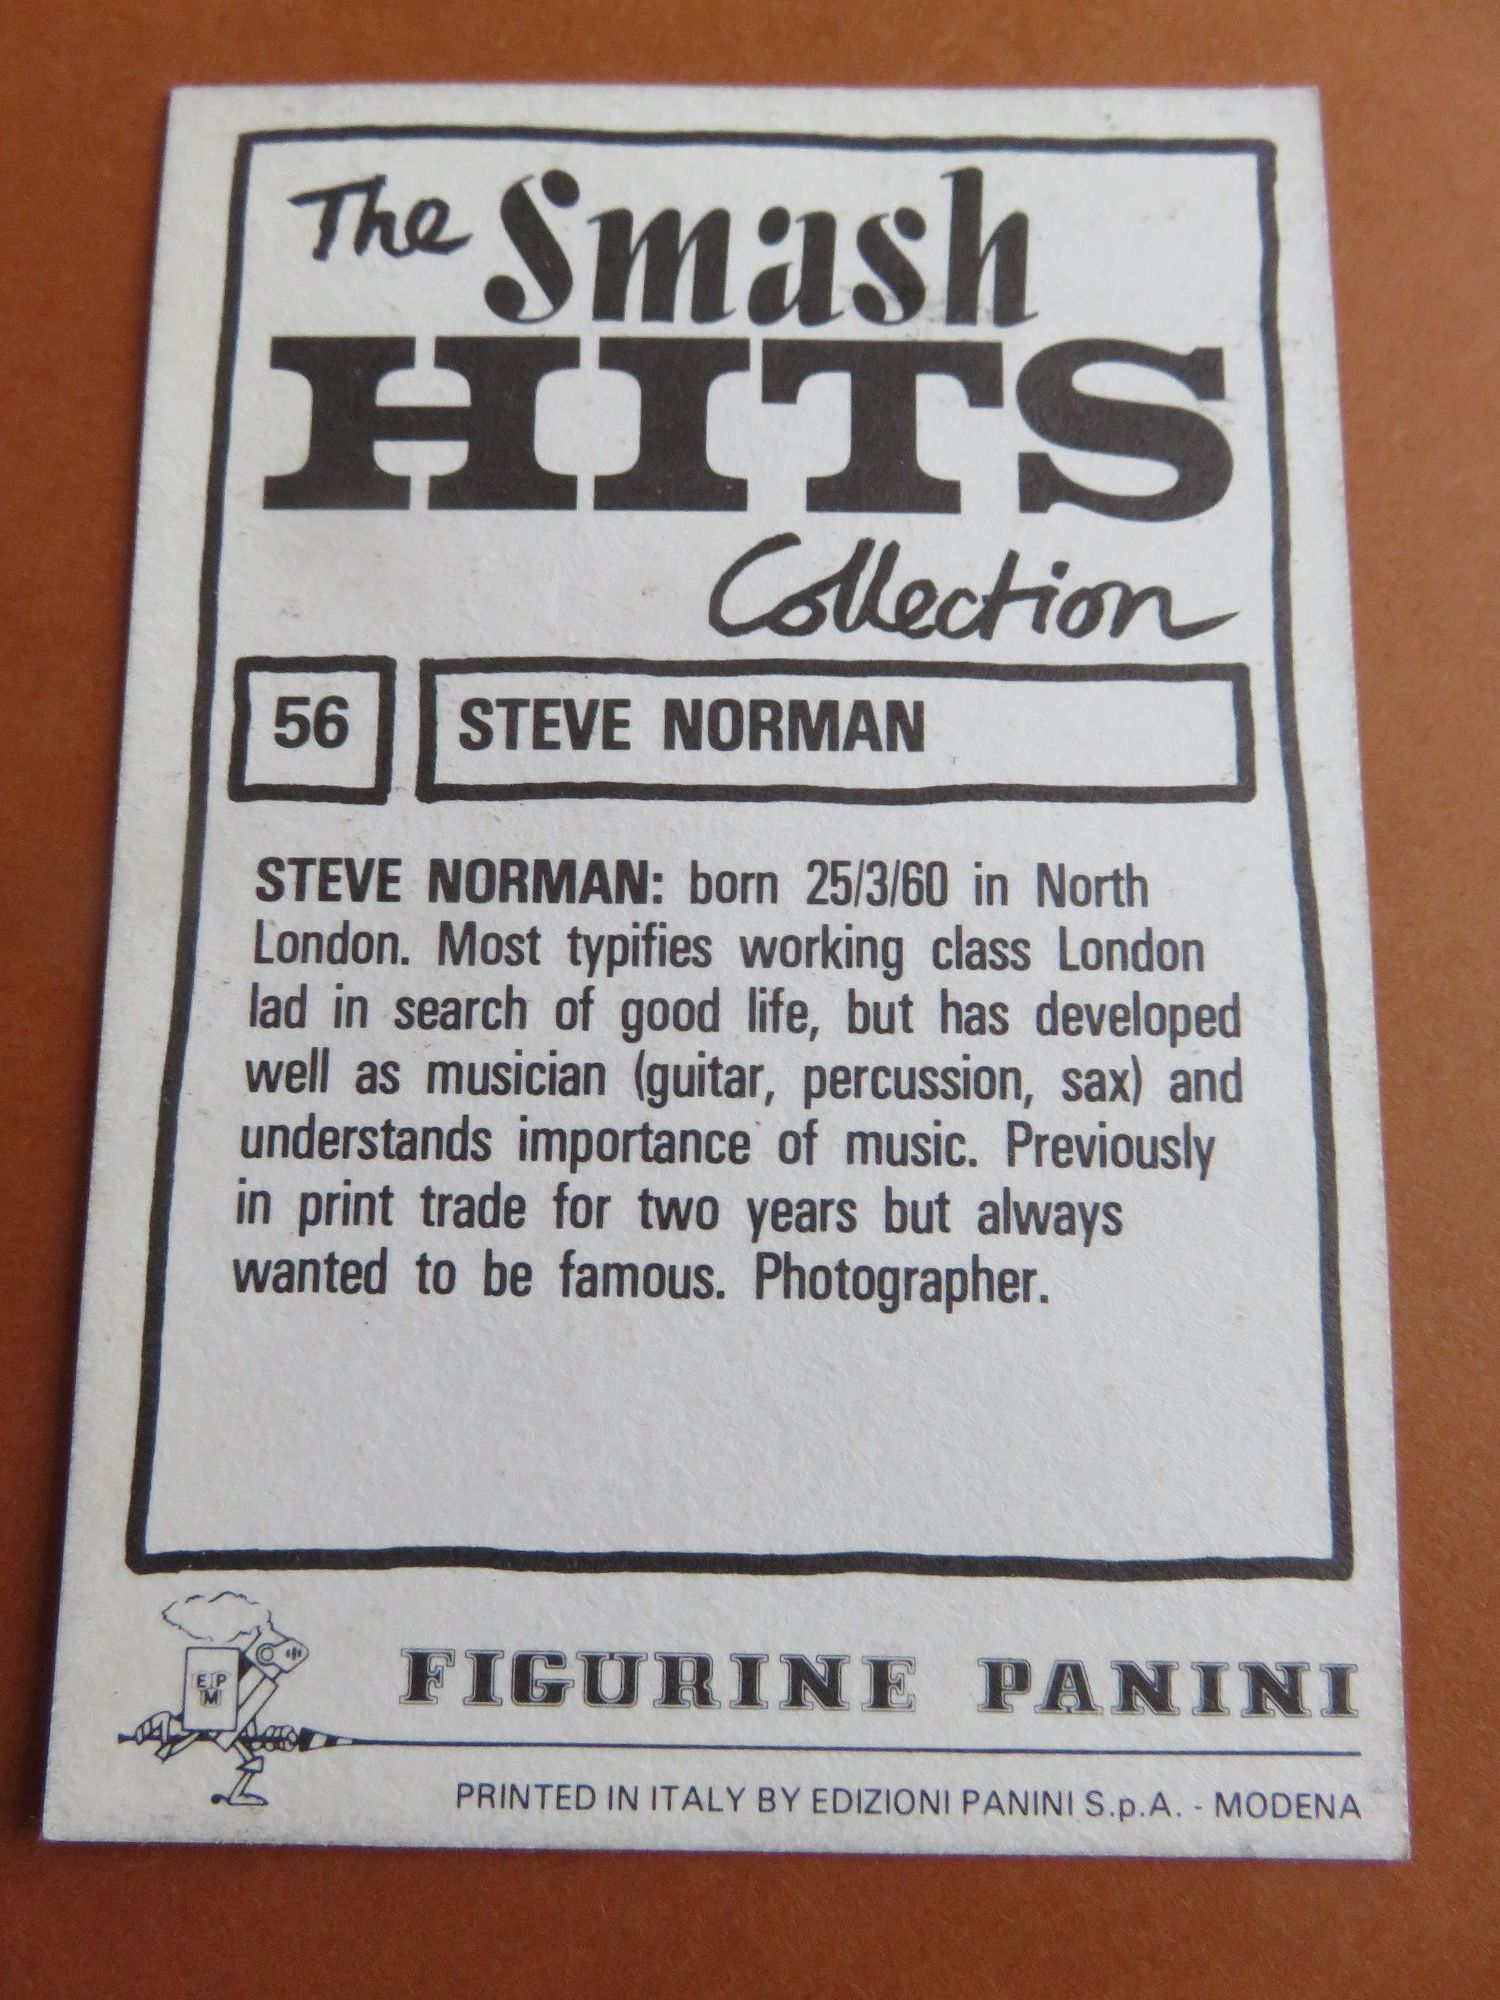 The Smash
HITS
Collection
56 STEVE NORMAN
STEVE NORMAN: born 25/3/60 in North
London. Most typifies working class London
lad in search of good life, but has developed
well as musician (guitar, percussion, sax) and
understands importance of music. Previously
in print trade for two years but always
wanted to be famous. Photographer.
EPM
FIGURINE PANINI
PRINTED IN ITALY BY EDIZIONI PANINI S.p.A. - MODENA